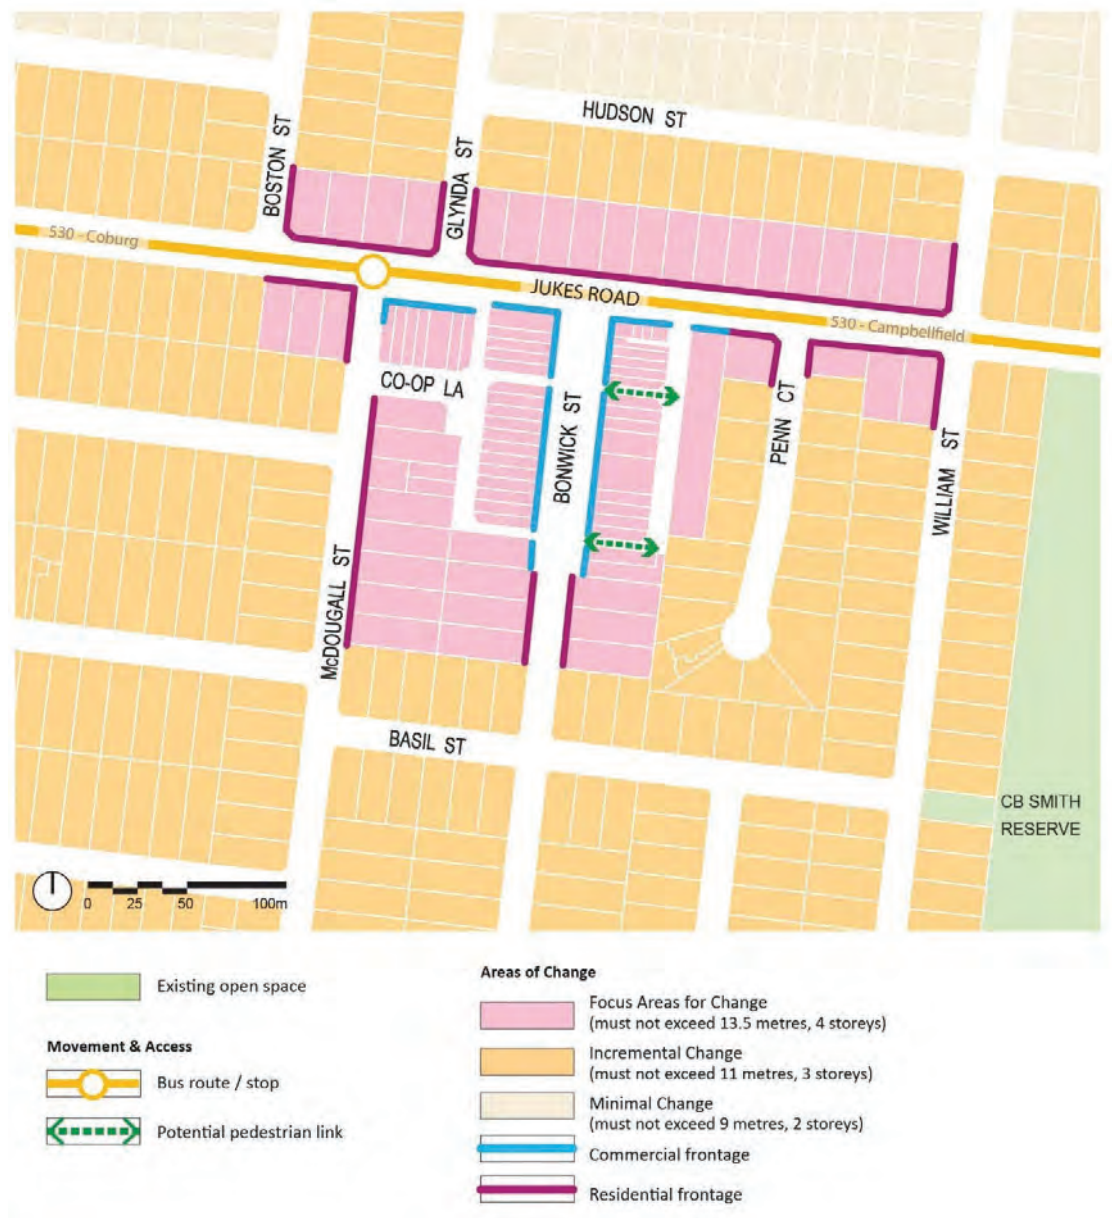 HUDSON ST
BOSTON ST
GLYNDA ST
530 - Coburg
JUKES ROAD
530 - Campbellfield
CO-OP LA
BONWICK ST
PENN CT
WILLIAM ST
McDOUGALL ST
BASIL ST
CB SMITH
RESERVE
0 25 50 100m
Existing open space
Movement & Access
Bus route / stop
Potential pedestrian link
Areas of Change
Focus Areas for Change
(must not exceed 13.5 metres, 4 storeys)
Incremental Change
(must not exceed 11 metres, 3 storeys)
Minimal Change
(must not exceed 9 metres, 2 storeys)
Commercial frontage
Residential frontage